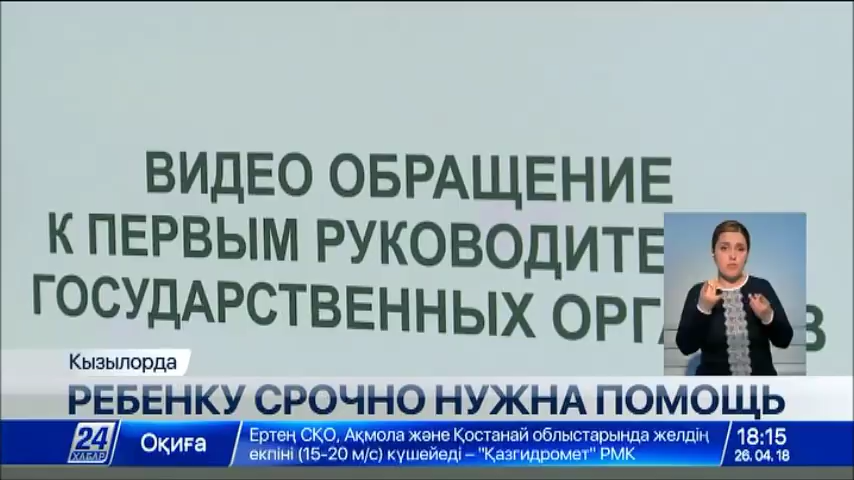 ВИДЕО ОБРАЩЕНИЕ
К ПЕРВЫМ РУКОВОДИТЕ
ГОСУДАРСТВЕННЫХ ОРГА В
Кызылорда
РЕБЕНКУ СРОЧНО НУЖНА ПОМОЩЬ
24
ХАБАР
Оқиға
Ертең СҚО, Ақмола және Қостанай облыстарында желдің
екпіні (15-20 м/с) күшейеді – "Қазгидромет" РМК
18:15
26.04.18